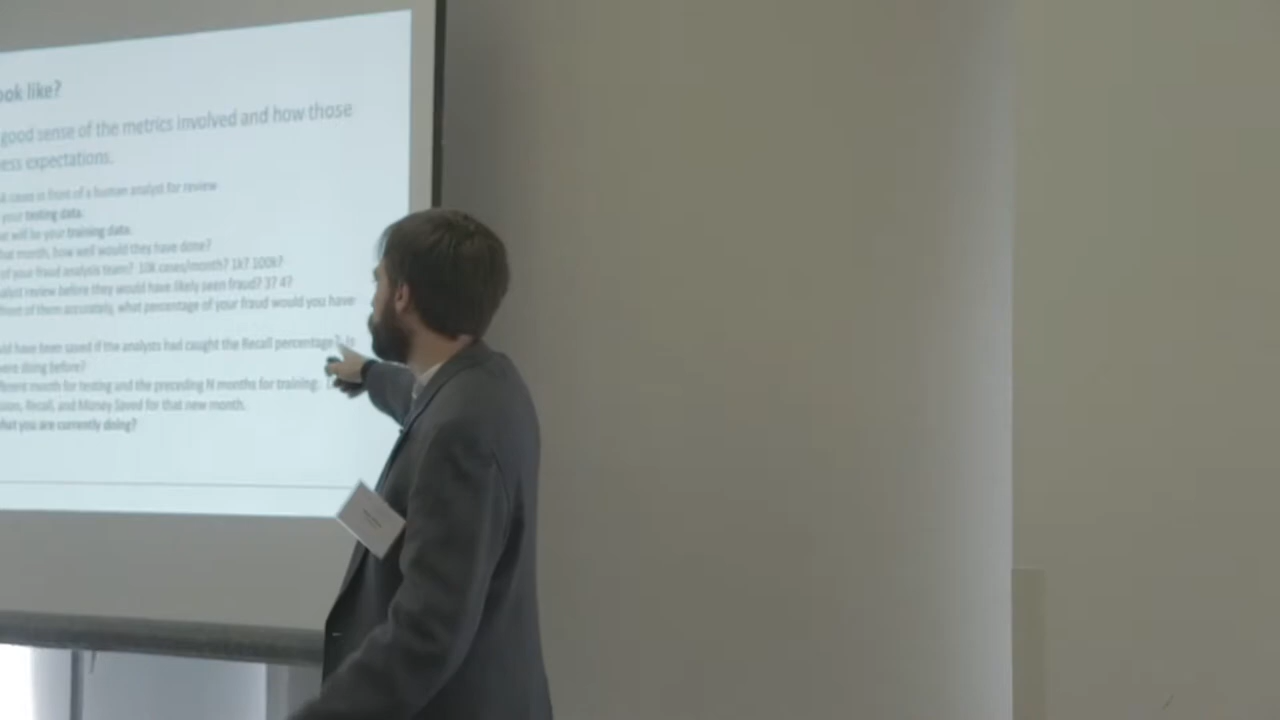 ook like?
good sense of the metrics involved and how those
ess expectations.
cases in front of a human analyst for review
your testing data.
at will be your training data.
that month, how well would they have done?
of your fraud analysis team? 10k cases/month? 1k? 100k?
alyst review before they would have likely seen fraud? 3? 4?
front of them accurately, what percentage of your fraud would you have
uld have been saved if the analysts had caught the Recall percentage? Is
were doing before?
fferent month for testing and the preceding N months for training.
sion, Recall, and Money Saved for that new month.
what you are currently doing?